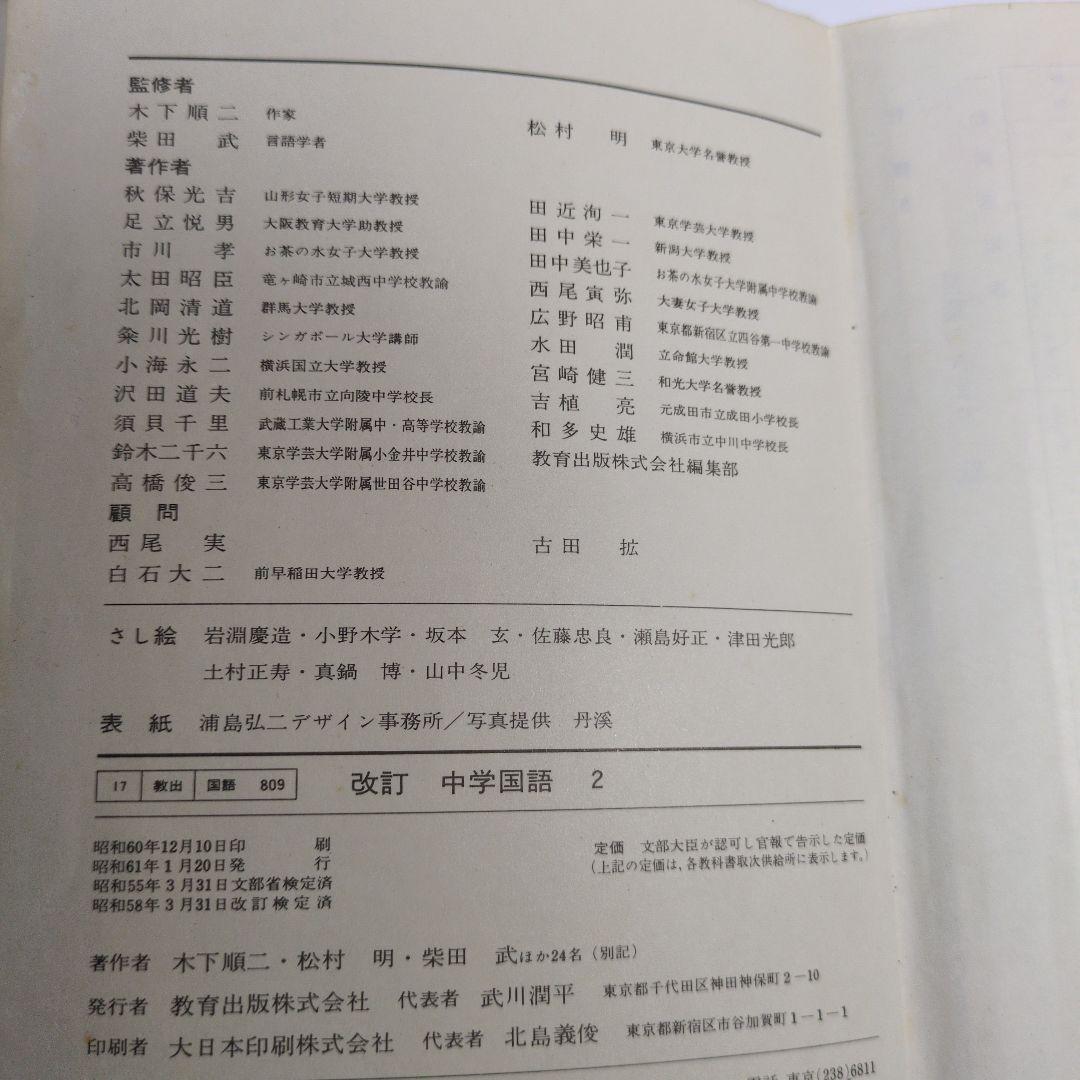 監修者
木下順二 作家
柴田 武 言語学者
松村 明 東京大学名誉教授
著作者
秋保光吉 山形女子短期大学教授
足立悦男 大阪教育大学助教授
市川 孝 お茶の水女子大学教授
太田昭臣 竜ヶ崎市立城西中学校教諭
北岡清道 群馬大学教授
粂川光樹 シンガポール大学講師
小海永二 横浜国立大学教授
沢田道夫 前札幌市立向陵中学校長
須貝千里 武蔵工業大学附属中・高等学校教諭
鈴木二千六 東京学芸大学附属小金井中学校教諭
高橋俊三 東京学芸大学附属世田谷中学校教諭
田近洵一 東京学芸大学教授
田中栄一 新潟大学教授
田中美也子 お茶の水女子大学附属中学校教諭
西尾寅弥 大妻女子大学教授
広野昭甫 東京都新宿区立四谷第一中学校教諭
水田 潤 立命館大学教授
宮崎健三 和光大学名誉教授
吉植 亮 元成田市立成田小学校長
和多史雄 横浜市立中川中学校長
教育出版株式会社編集部
顧問
西尾 実
白石大二 前早稲田大学教授
古田 拡
さし絵 岩淵慶造・小野木学・坂本 玄・佐藤忠良・瀬島好正・津田光郎
土村正寿・真鍋 博・山中冬児
表紙 浦島弘二デザイン事務所／写真提供 丹溪
17 教出 国語 809 改訂 中学国語 2
昭和60年12月10日印刷
昭和61年1月20日発行
昭和55年3月31日文部省検定済
昭和58年3月31日改訂検定済
定価 文部大臣が認可し官報で告示した定価
（上記の定価は、各教科書取次供給所に表示します。）
著作者 木下順二・松村 明・柴田 武ほか24名（別記）
発行者 教育出版株式会社 代表者 武川潤平 東京都千代田区神田神保町2-10
印刷者 大日本印刷株式会社 代表者 北島義俊 東京都新宿区市谷加賀町1-1-1
電話 東京(238)6811